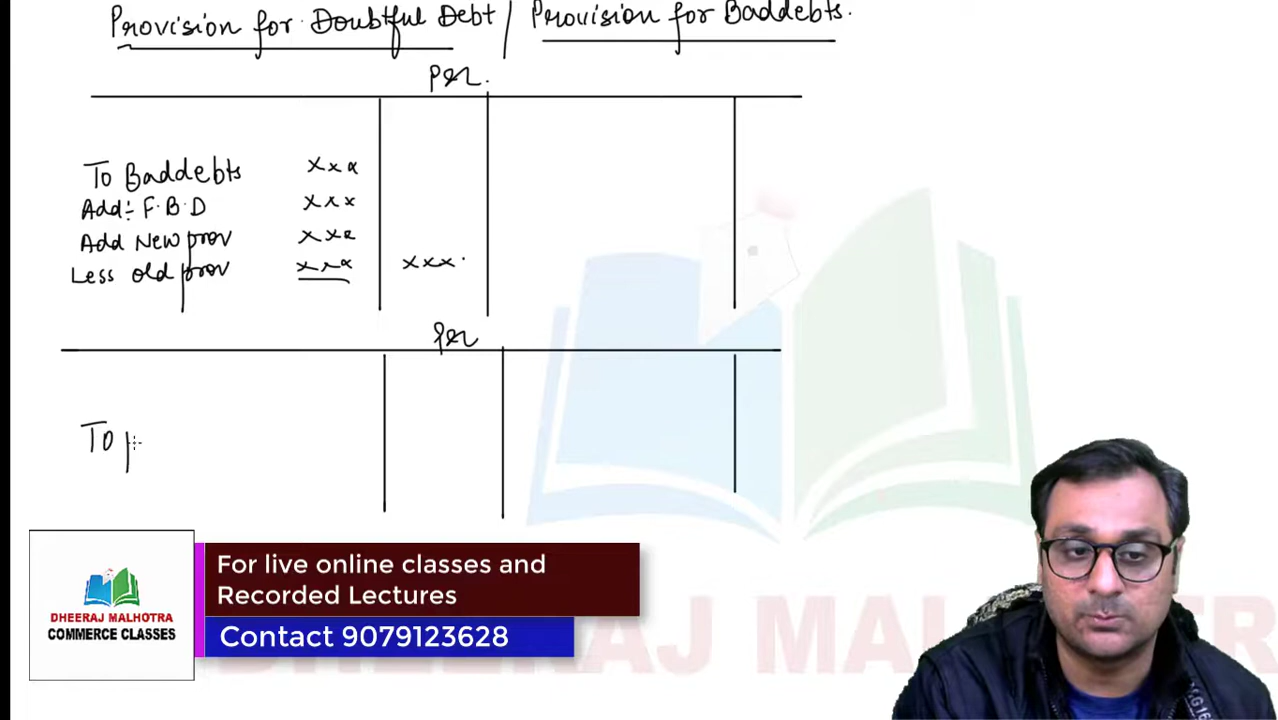 Provision for Doubtful Debt / Provision for Baddebts.
To Baddebts xxx
Add:- F.B.D xxx
Add New prov xxx
Less old prov xxx xxx.
To p
For live online classes and
Recorded Lectures
Contact 9079123628
DHEERAJ MALHOTRA
COMMERCE CLASSES